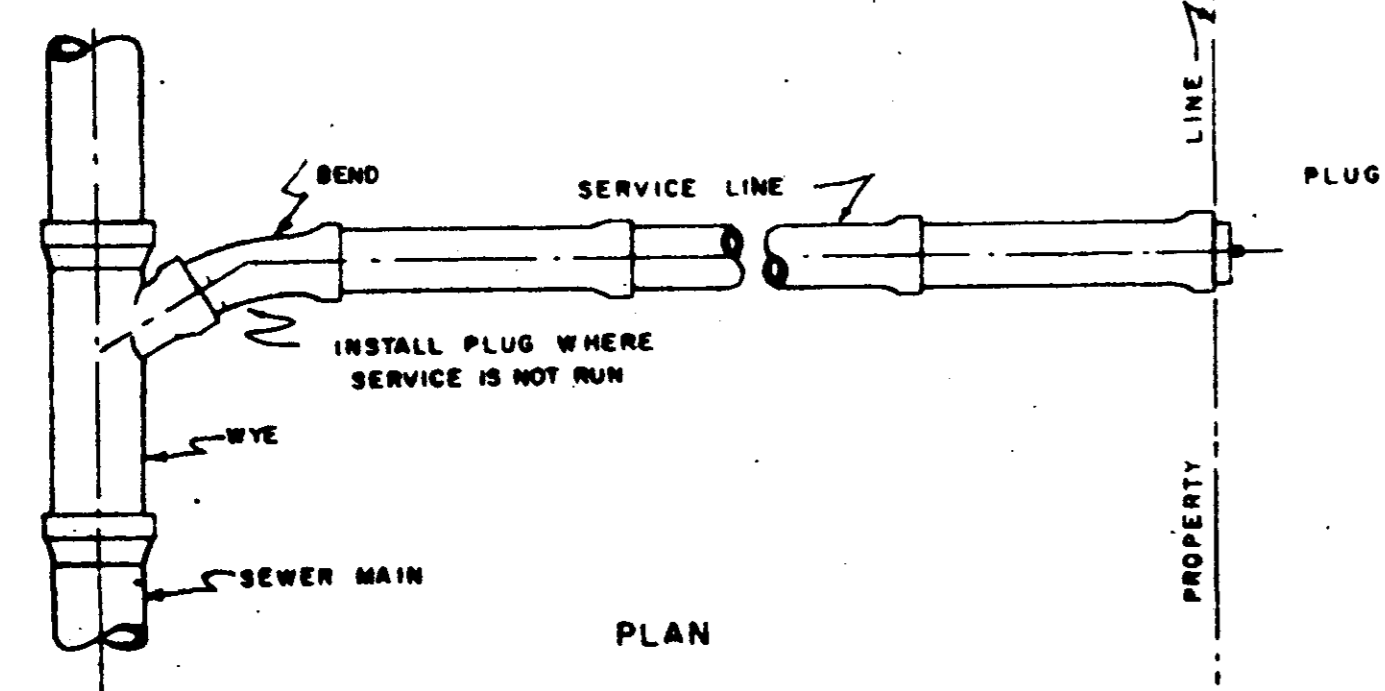 LINE
BEND
SERVICE LINE
PLUG
INSTALL PLUG WHERE
SERVICE IS NOT RUN
WYE
PROPERTY
SEWER MAIN
PLAN